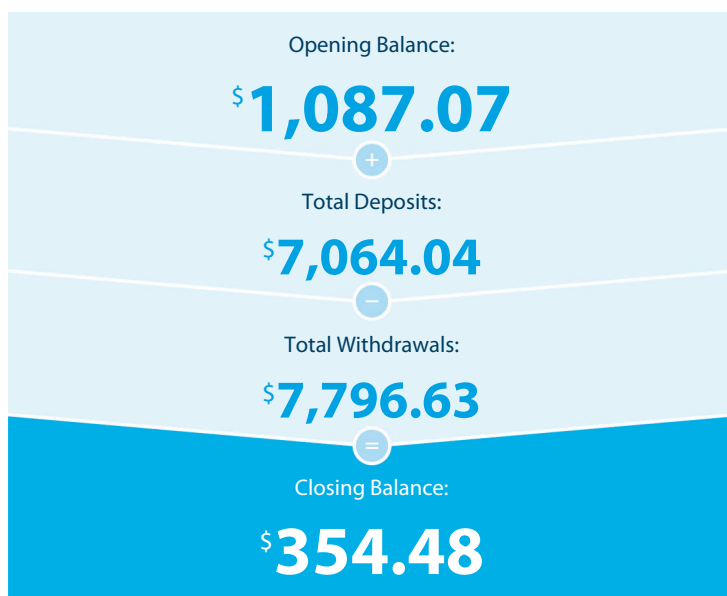 Opening Balance:
$1,087.07
+
Total Deposits:
$7,064.04
−
Total Withdrawals:
$7,796.63
=
Closing Balance:
$354.48